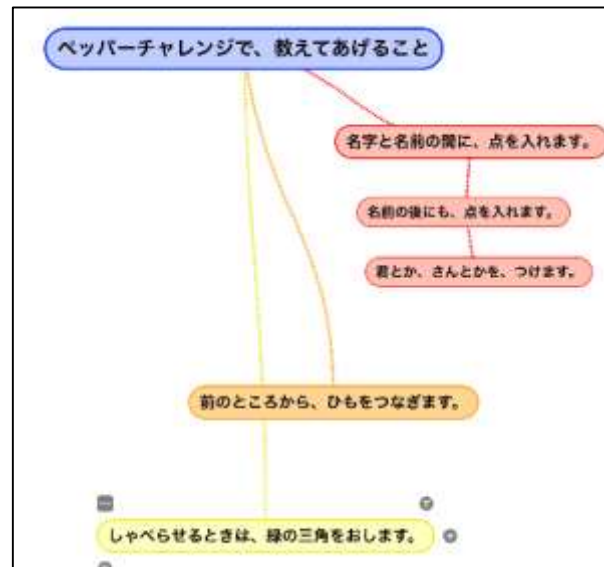 ペッパーチャレンジで、教えてあげること
名字と名前の間に、点を入れます。
名前の後にも、点を入れます。
君とか、さんとかを、つけます。
前のところから、ひもをつなぎます。
しゃべらせるときは、緑の三角をおします。